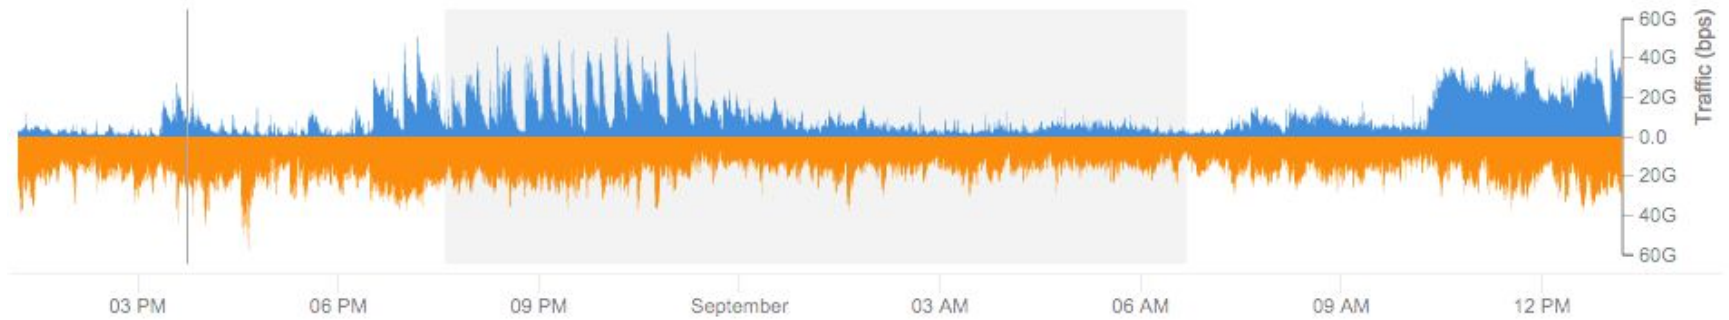 60G
40G
20G
0.0
20G
40G
60G
Traffic (bps)
03 PM 06 PM 09 PM September 03 AM 06 AM 09 AM 12 PM